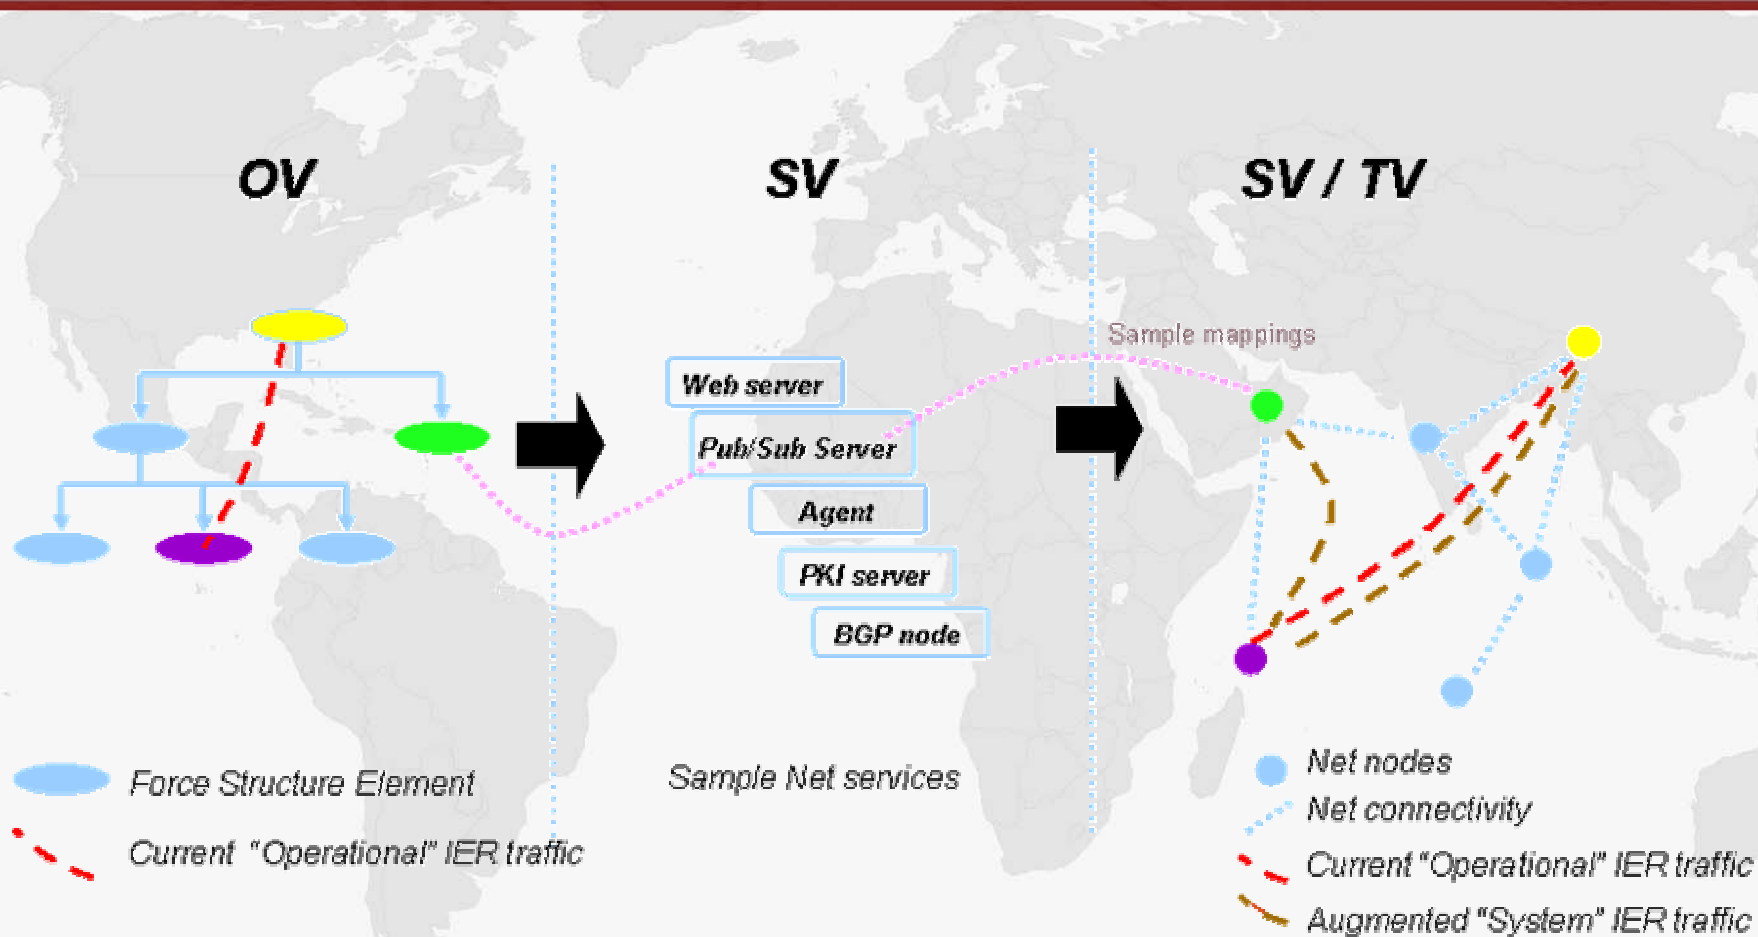 OV
SV
SV / TV
Sample mappings
Web server
Pub/Sub Server
Agent
PKI server
BGP node
Force Structure Element
Current "Operational" IER traffic
Sample Net services
Net nodes
Net connectivity
Current "Operational" IER traffic
Augmented "System" IER traffic